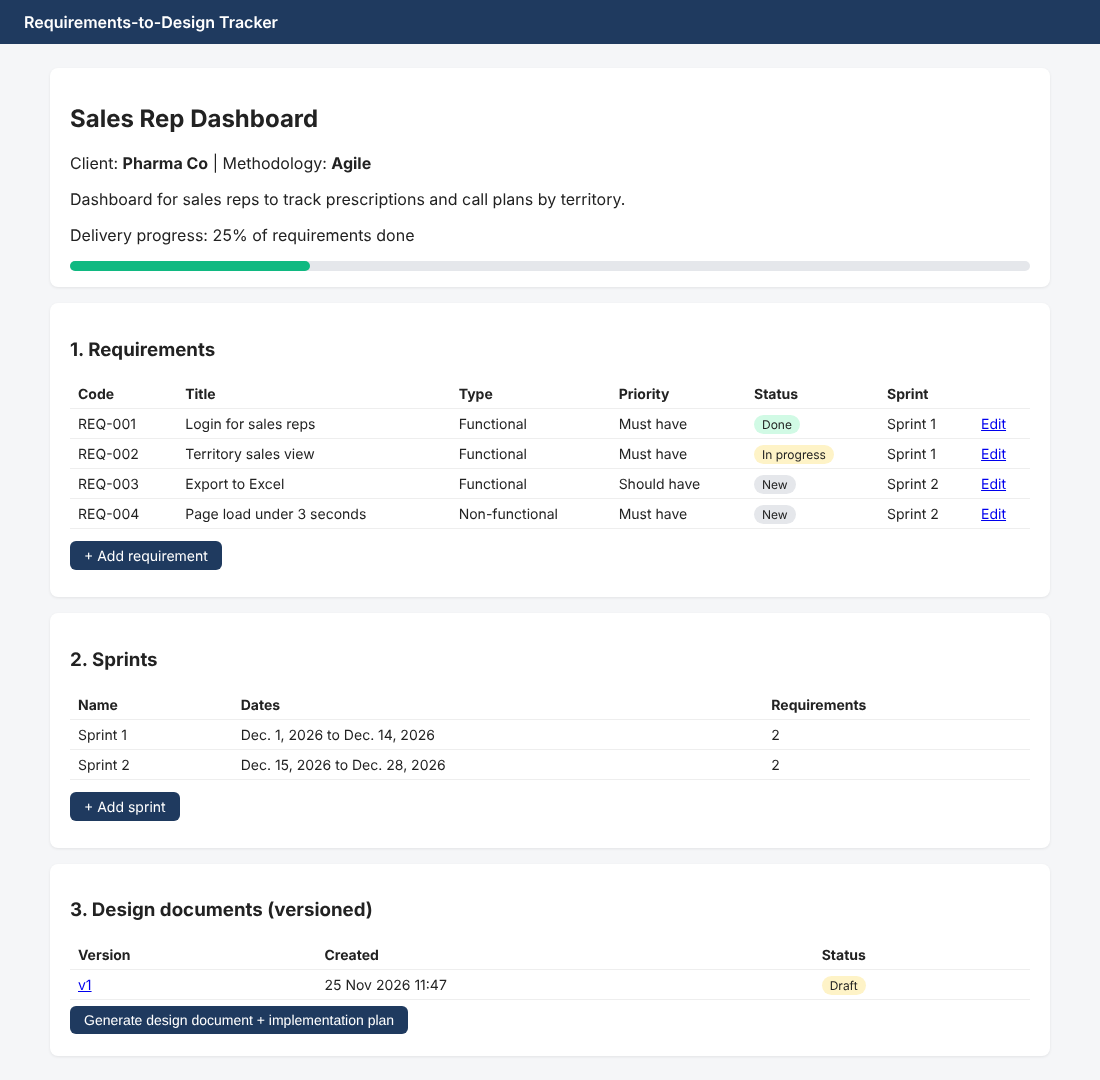 Requirements-to-Design Tracker
Sales Rep Dashboard
Client: Pharma Co | Methodology: Agile
Dashboard for sales reps to track prescriptions and call plans by territory.
Delivery progress: 25% of requirements done
1. Requirements
Code Title Type Priority Status Sprint
REQ-001 Login for sales reps Functional Must have Done Sprint 1 Edit
REQ-002 Territory sales view Functional Must have In progress Sprint 1 Edit
REQ-003 Export to Excel Functional Should have New Sprint 2 Edit
REQ-004 Page load under 3 seconds Non-functional Must have New Sprint 2 Edit
+ Add requirement
2. Sprints
Name Dates Requirements
Sprint 1 Dec. 1, 2026 to Dec. 14, 2026 2
Sprint 2 Dec. 15, 2026 to Dec. 28, 2026 2
+ Add sprint
3. Design documents (versioned)
Version Created Status
v1 25 Nov 2026 11:47 Draft
Generate design document + implementation plan